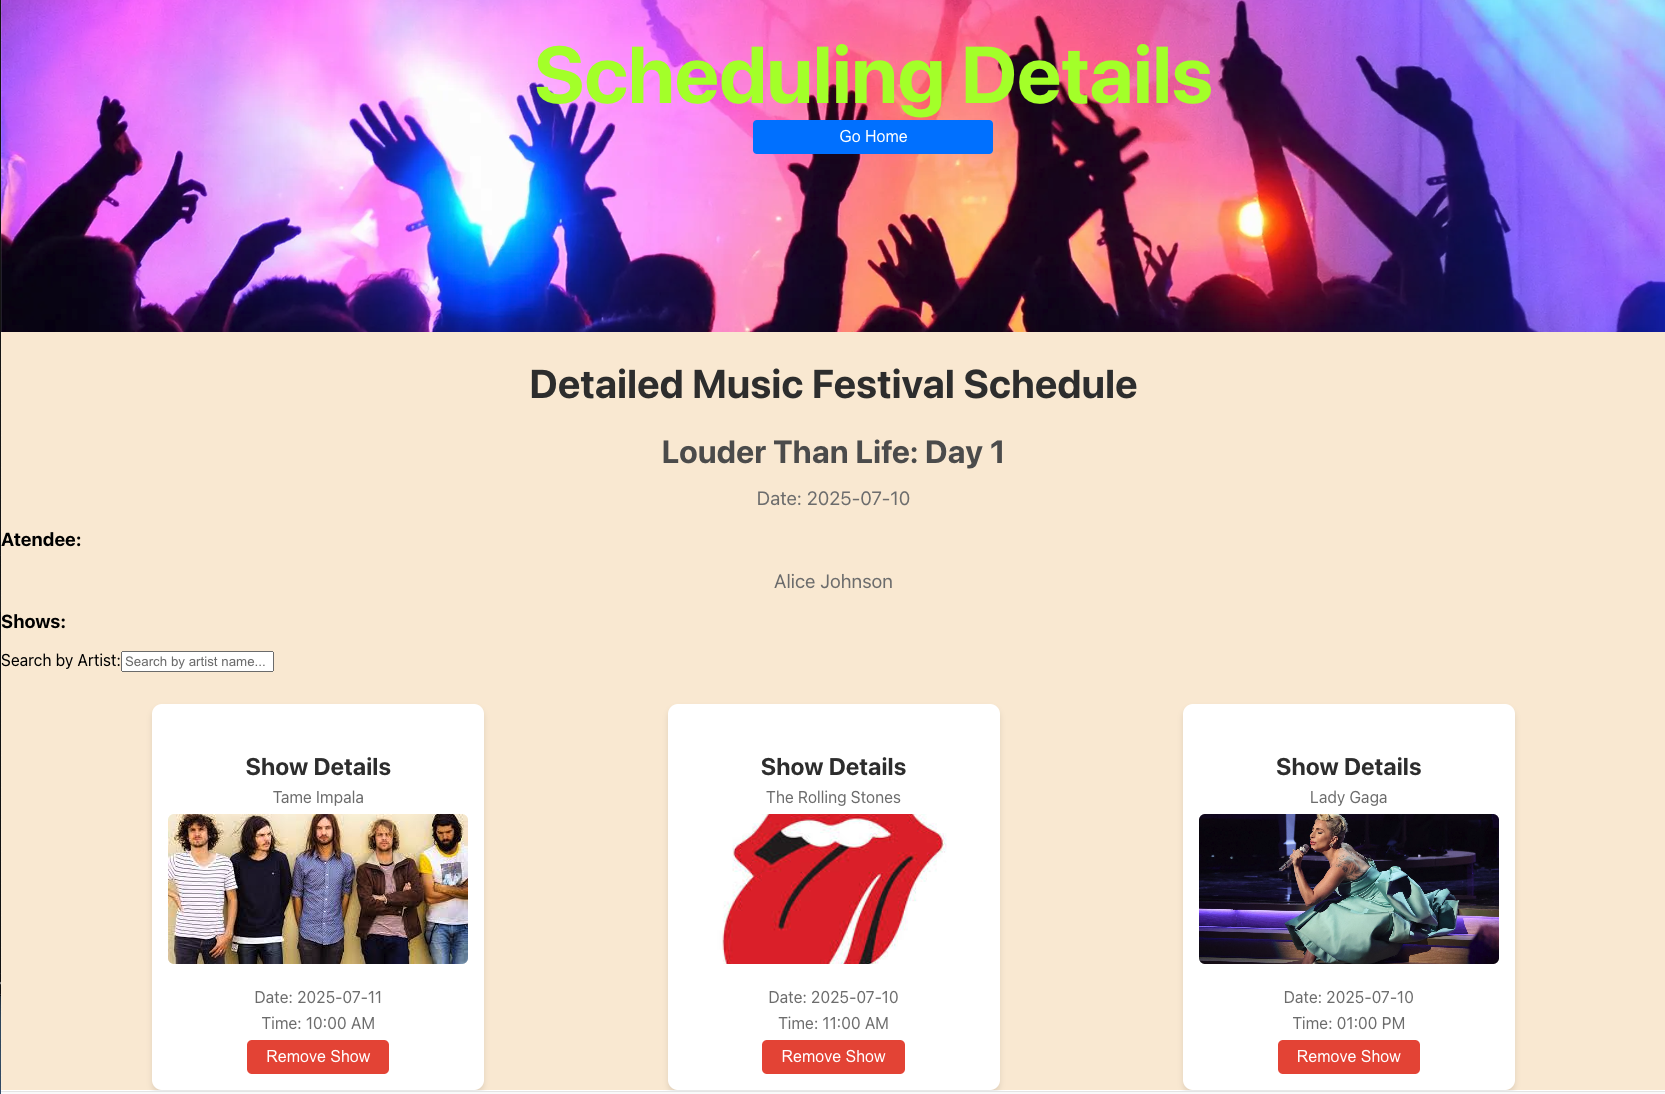 Scheduling Details
Go Home
Detailed Music Festival Schedule
Louder Than Life: Day 1
Date: 2025-07-10
Atendee:
Alice Johnson
Shows:
Search by Artist: Search by artist name...
Show Details
Tame Impala
Date: 2025-07-11
Time: 10:00 AM
Remove Show
Show Details
The Rolling Stones
Date: 2025-07-10
Time: 11:00 AM
Remove Show
Show Details
Lady Gaga
Date: 2025-07-10
Time: 01:00 PM
Remove Show